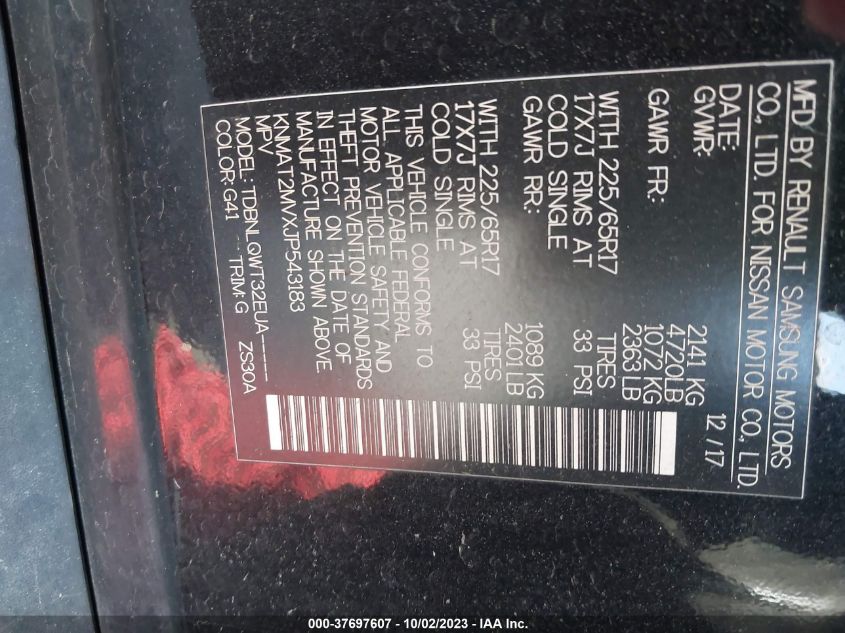 MFD BY RENAULT SAMSUNG MOTORS
CO., LTD. FOR NISSAN MOTOR CO., LTD.
DATE: 12 / 17
GVWR: 2141 KG
4720LB
GAWR FR: 1072 KG
2363 LB
WITH 225/65R17 TIRES
17X7J RIMS AT 33 PSI
COLD SINGLE
GAWR RR: 1089 KG
2401 LB
WITH 225/65R17 TIRES
17X7J RIMS AT 33 PSI
COLD SINGLE
THIS VEHICLE CONFORMS TO
ALL APPLICABLE FEDERAL
MOTOR VEHICLE SAFETY AND
THEFT PREVENTION STANDARDS
IN EFFECT ON THE DATE OF
MANUFACTURE SHOWN ABOVE.
KNMAT2MVXJP543183
MPV
MODEL: TDBNLQWT32EUA-----
COLOR: G41 TRIM: G ZS30A
000-37697607 - 10/02/2023 - IAA Inc.